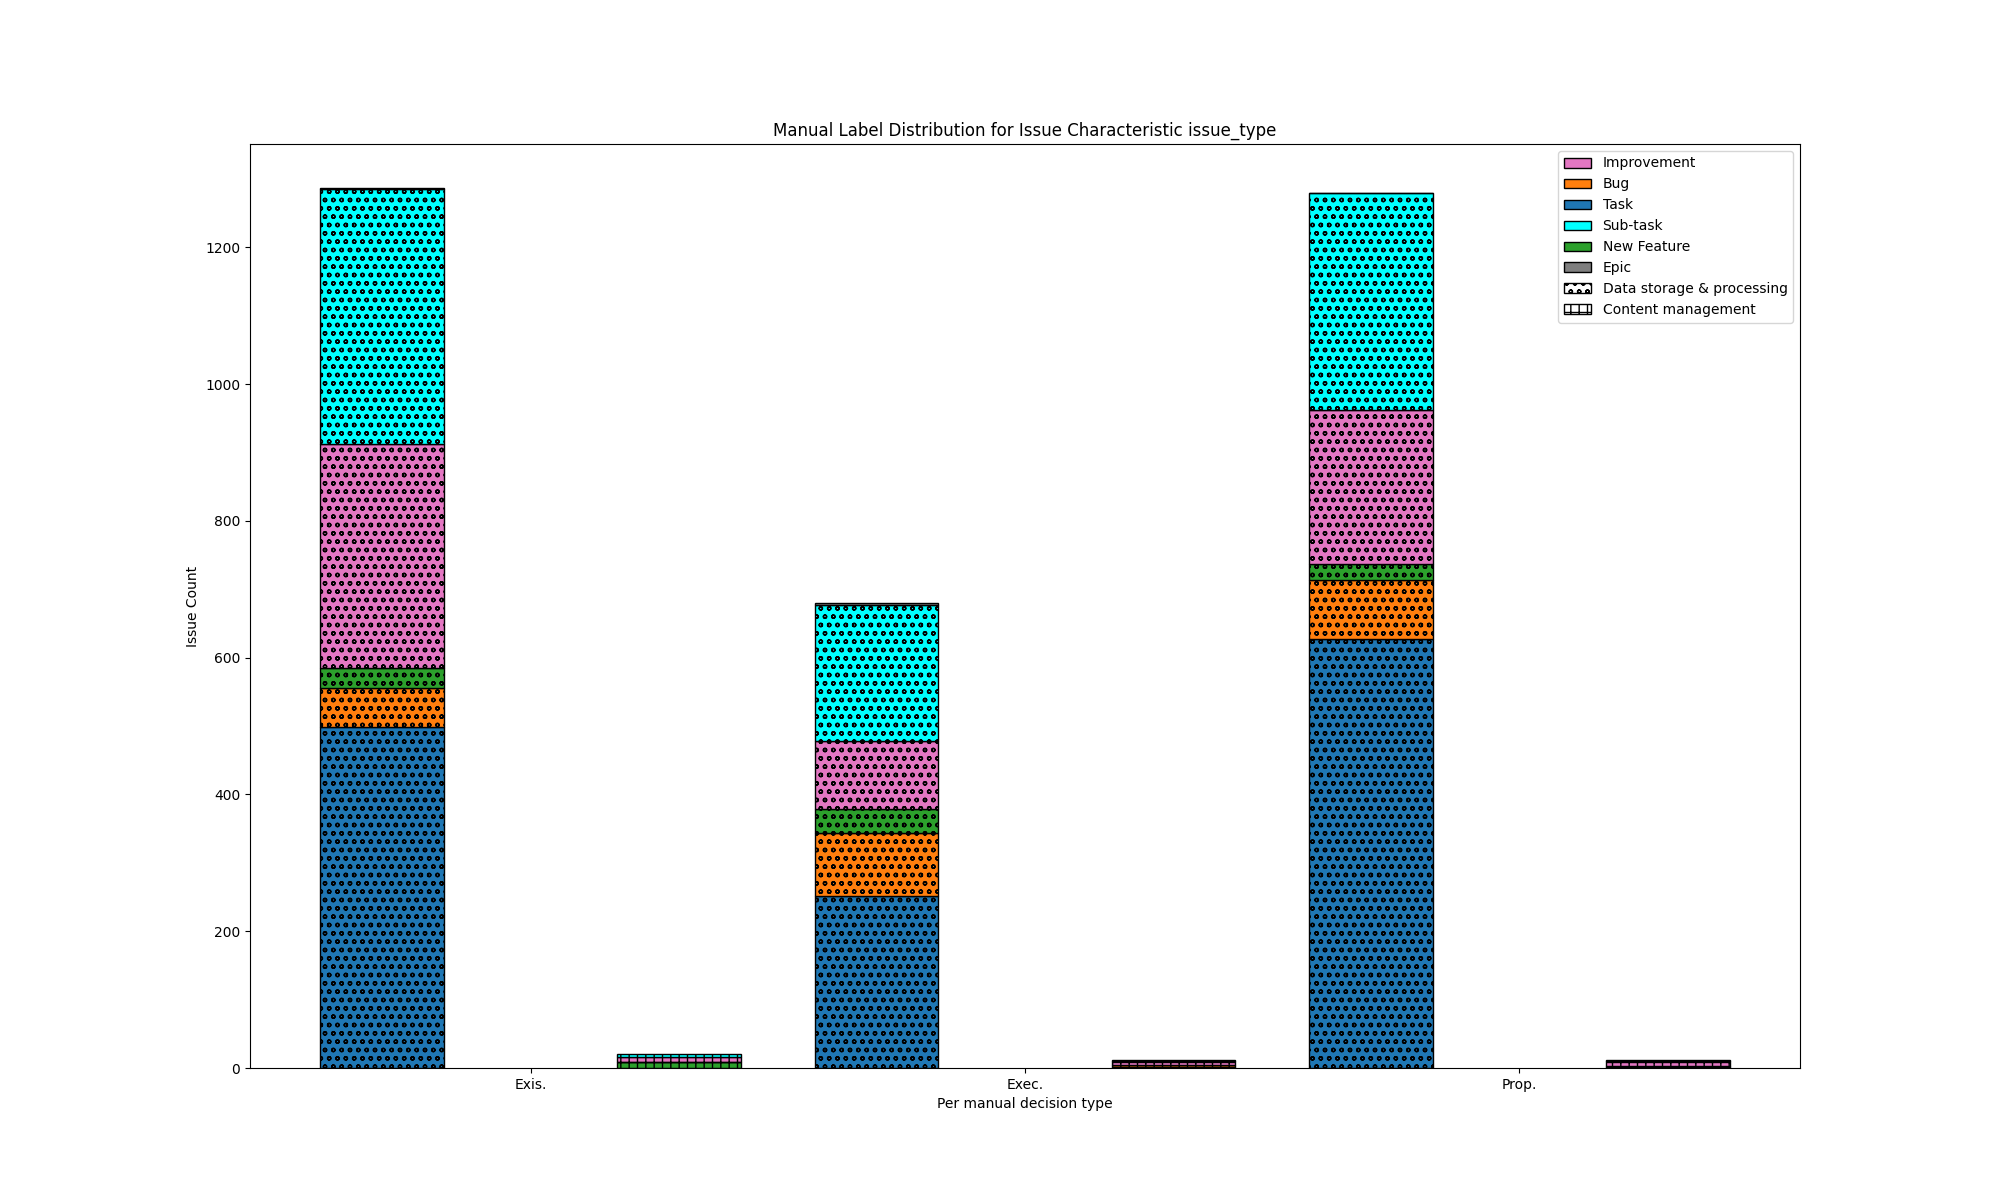 Manual Label Distribution for Issue Characteristic issue_type
Improvement
Bug
Task
Sub-task
New Feature
Epic
Data storage & processing
Content management
Issue Count
1200
1000
800
600
400
200
0
Exis.
Exec.
Prop.
Per manual decision type